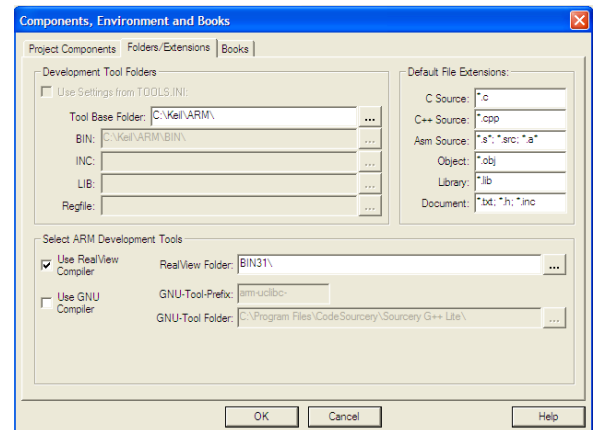 Components, Environment and Books
Project Components Folders/Extensions Books
Development Tool Folders
Use Settings from TOOLS.INI:
Tool Base Folder: C:\Keil\ARM\ ...
BIN: C:\Keil\ARM\BIN\ ...
INC: ...
LIB: ...
Regfile: ...
Default File Extensions:
C Source: *.c
C++ Source: *.cpp
Asm Source: *.s*; *.src; *.a*
Object: *.obj
Library: *.lib
Document: *.txt; *.h; *.inc
Select ARM Development Tools
Use RealView Compiler
RealView Folder: BIN31\ ...
Use GNU Compiler
GNU-Tool-Prefix: arm-uclibc-
GNU-Tool Folder: C:\Program Files\CodeSourcery\Sourcery G++ Lite\ ...
OK Cancel Help